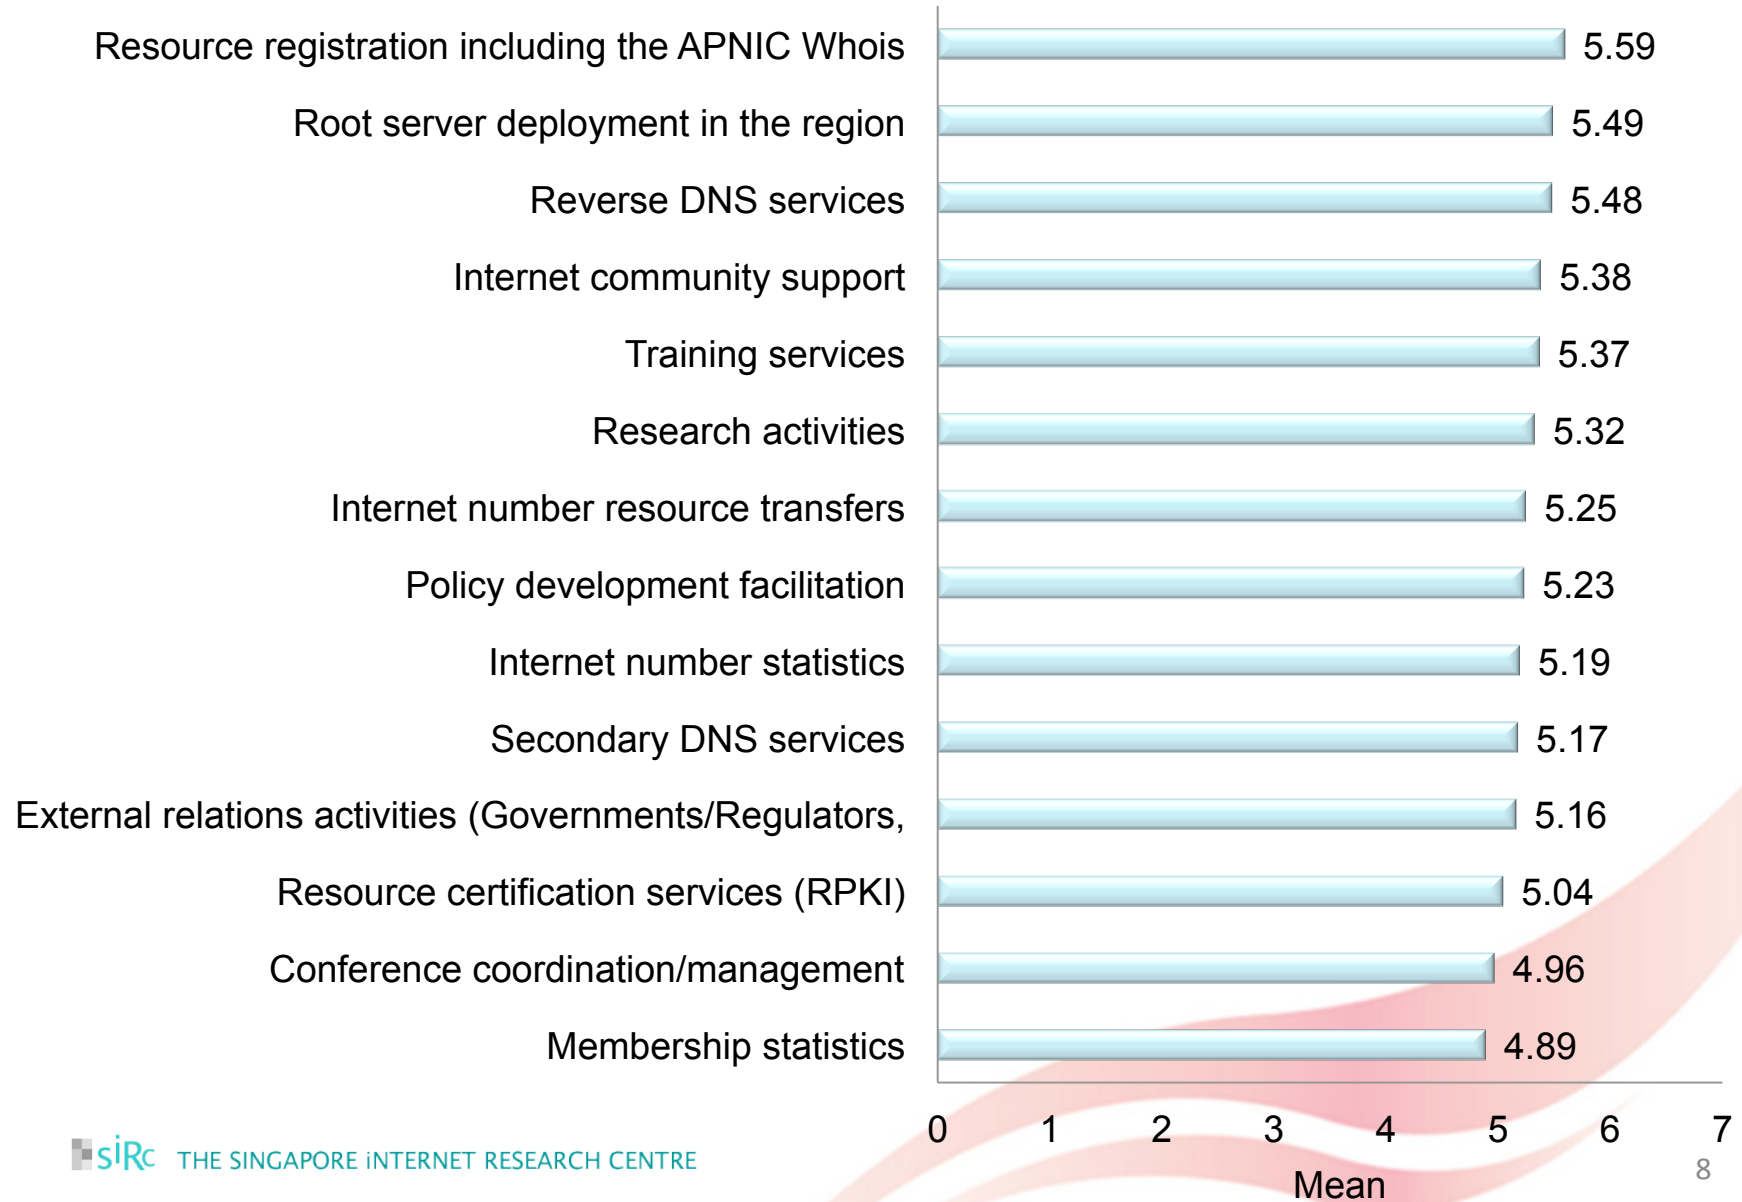 Resource registration including the APNIC Whois 5.59
Root server deployment in the region 5.49
Reverse DNS services 5.48
Internet community support 5.38
Training services 5.37
Research activities 5.32
Internet number resource transfers 5.25
Policy development facilitation 5.23
Internet number statistics 5.19
Secondary DNS services 5.17
External relations activities (Governments/Regulators, 5.16
Resource certification services (RPKI) 5.04
Conference coordination/management 4.96
Membership statistics 4.89
0 1 2 3 4 5 6 7
Mean
siRc THE SINGAPORE iNTERNET RESEARCH CENTRE
8